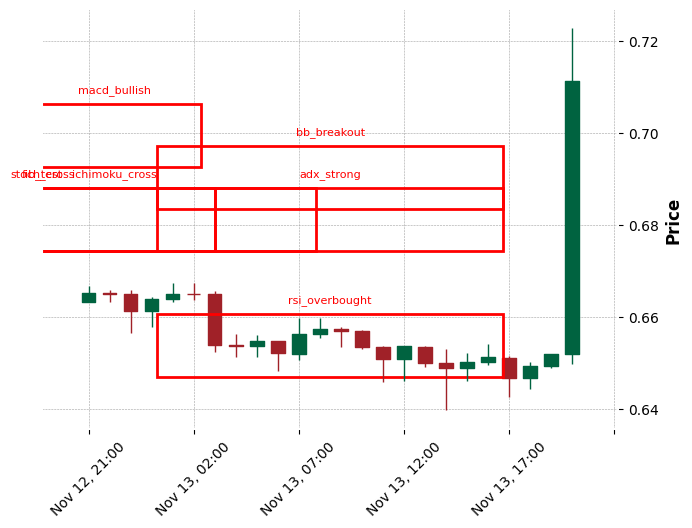 0.72
macd_bullish
bb_breakout
0.70
ichimoku_cross
adx_strong
0.68
Price
rsi_overbought
0.66
0.64
Nov 12, 21:00
Nov 13, 02:00
Nov 13, 07:00
Nov 13, 12:00
Nov 13, 17:00